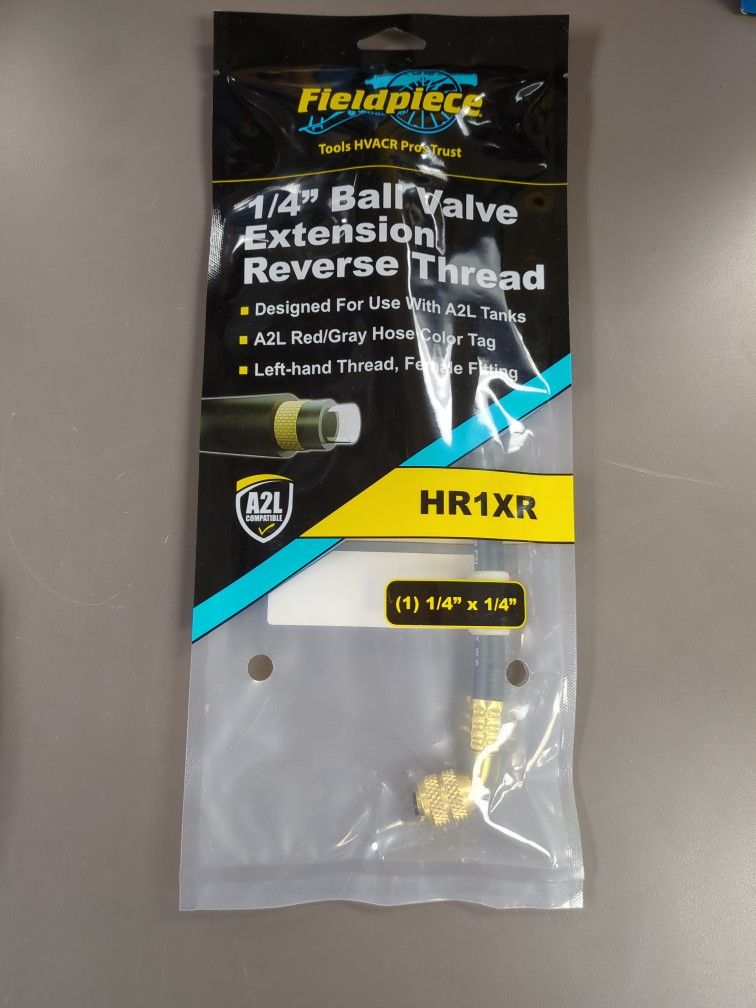 Fieldpiece
Tools HVACR Pros Trust
1/4” Ball Valve
Extension
Reverse Thread
Designed For Use With A2L Tanks
A2L Red/Gray Hose Color Tag
Left-hand Thread, Female Fitting
A2L
COMPATIBLE
HR1XR
(1) 1/4” x 1/4”